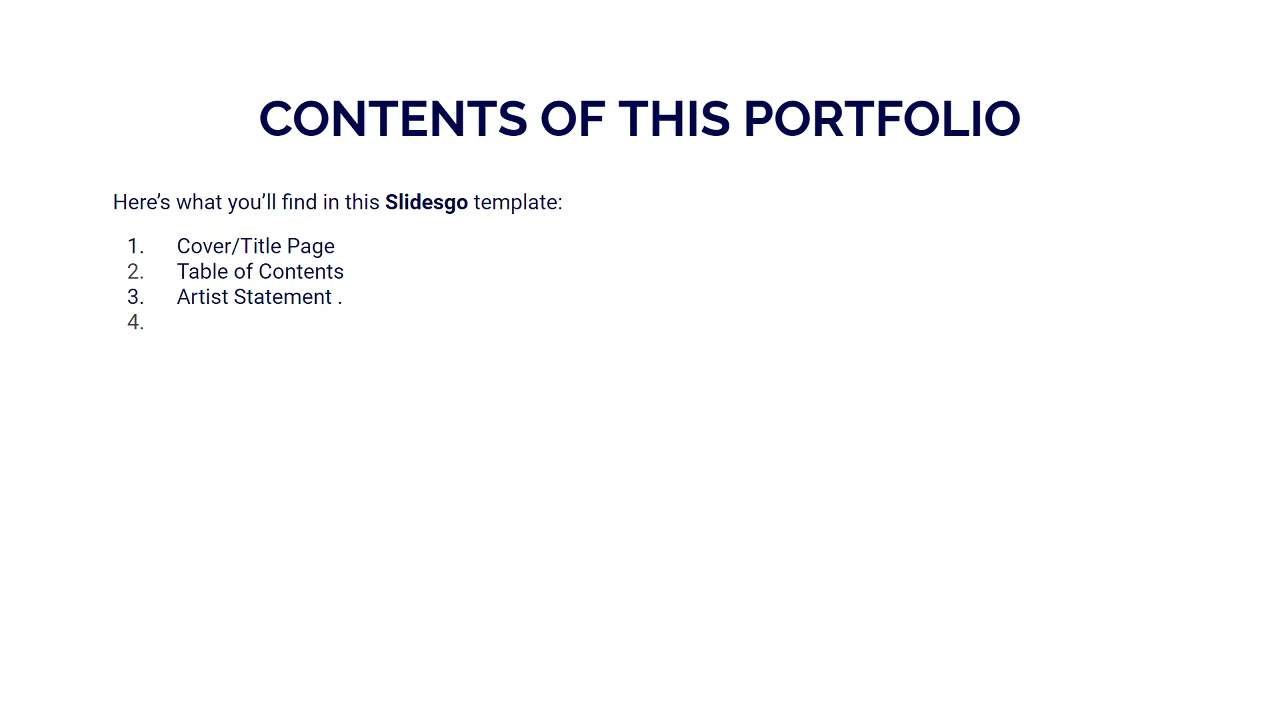 CONTENTS OF THIS PORTFOLIO
Here’s what you’ll find in this Slidesgo template:
1. Cover/Title Page
2. Table of Contents
3. Artist Statement .
4.